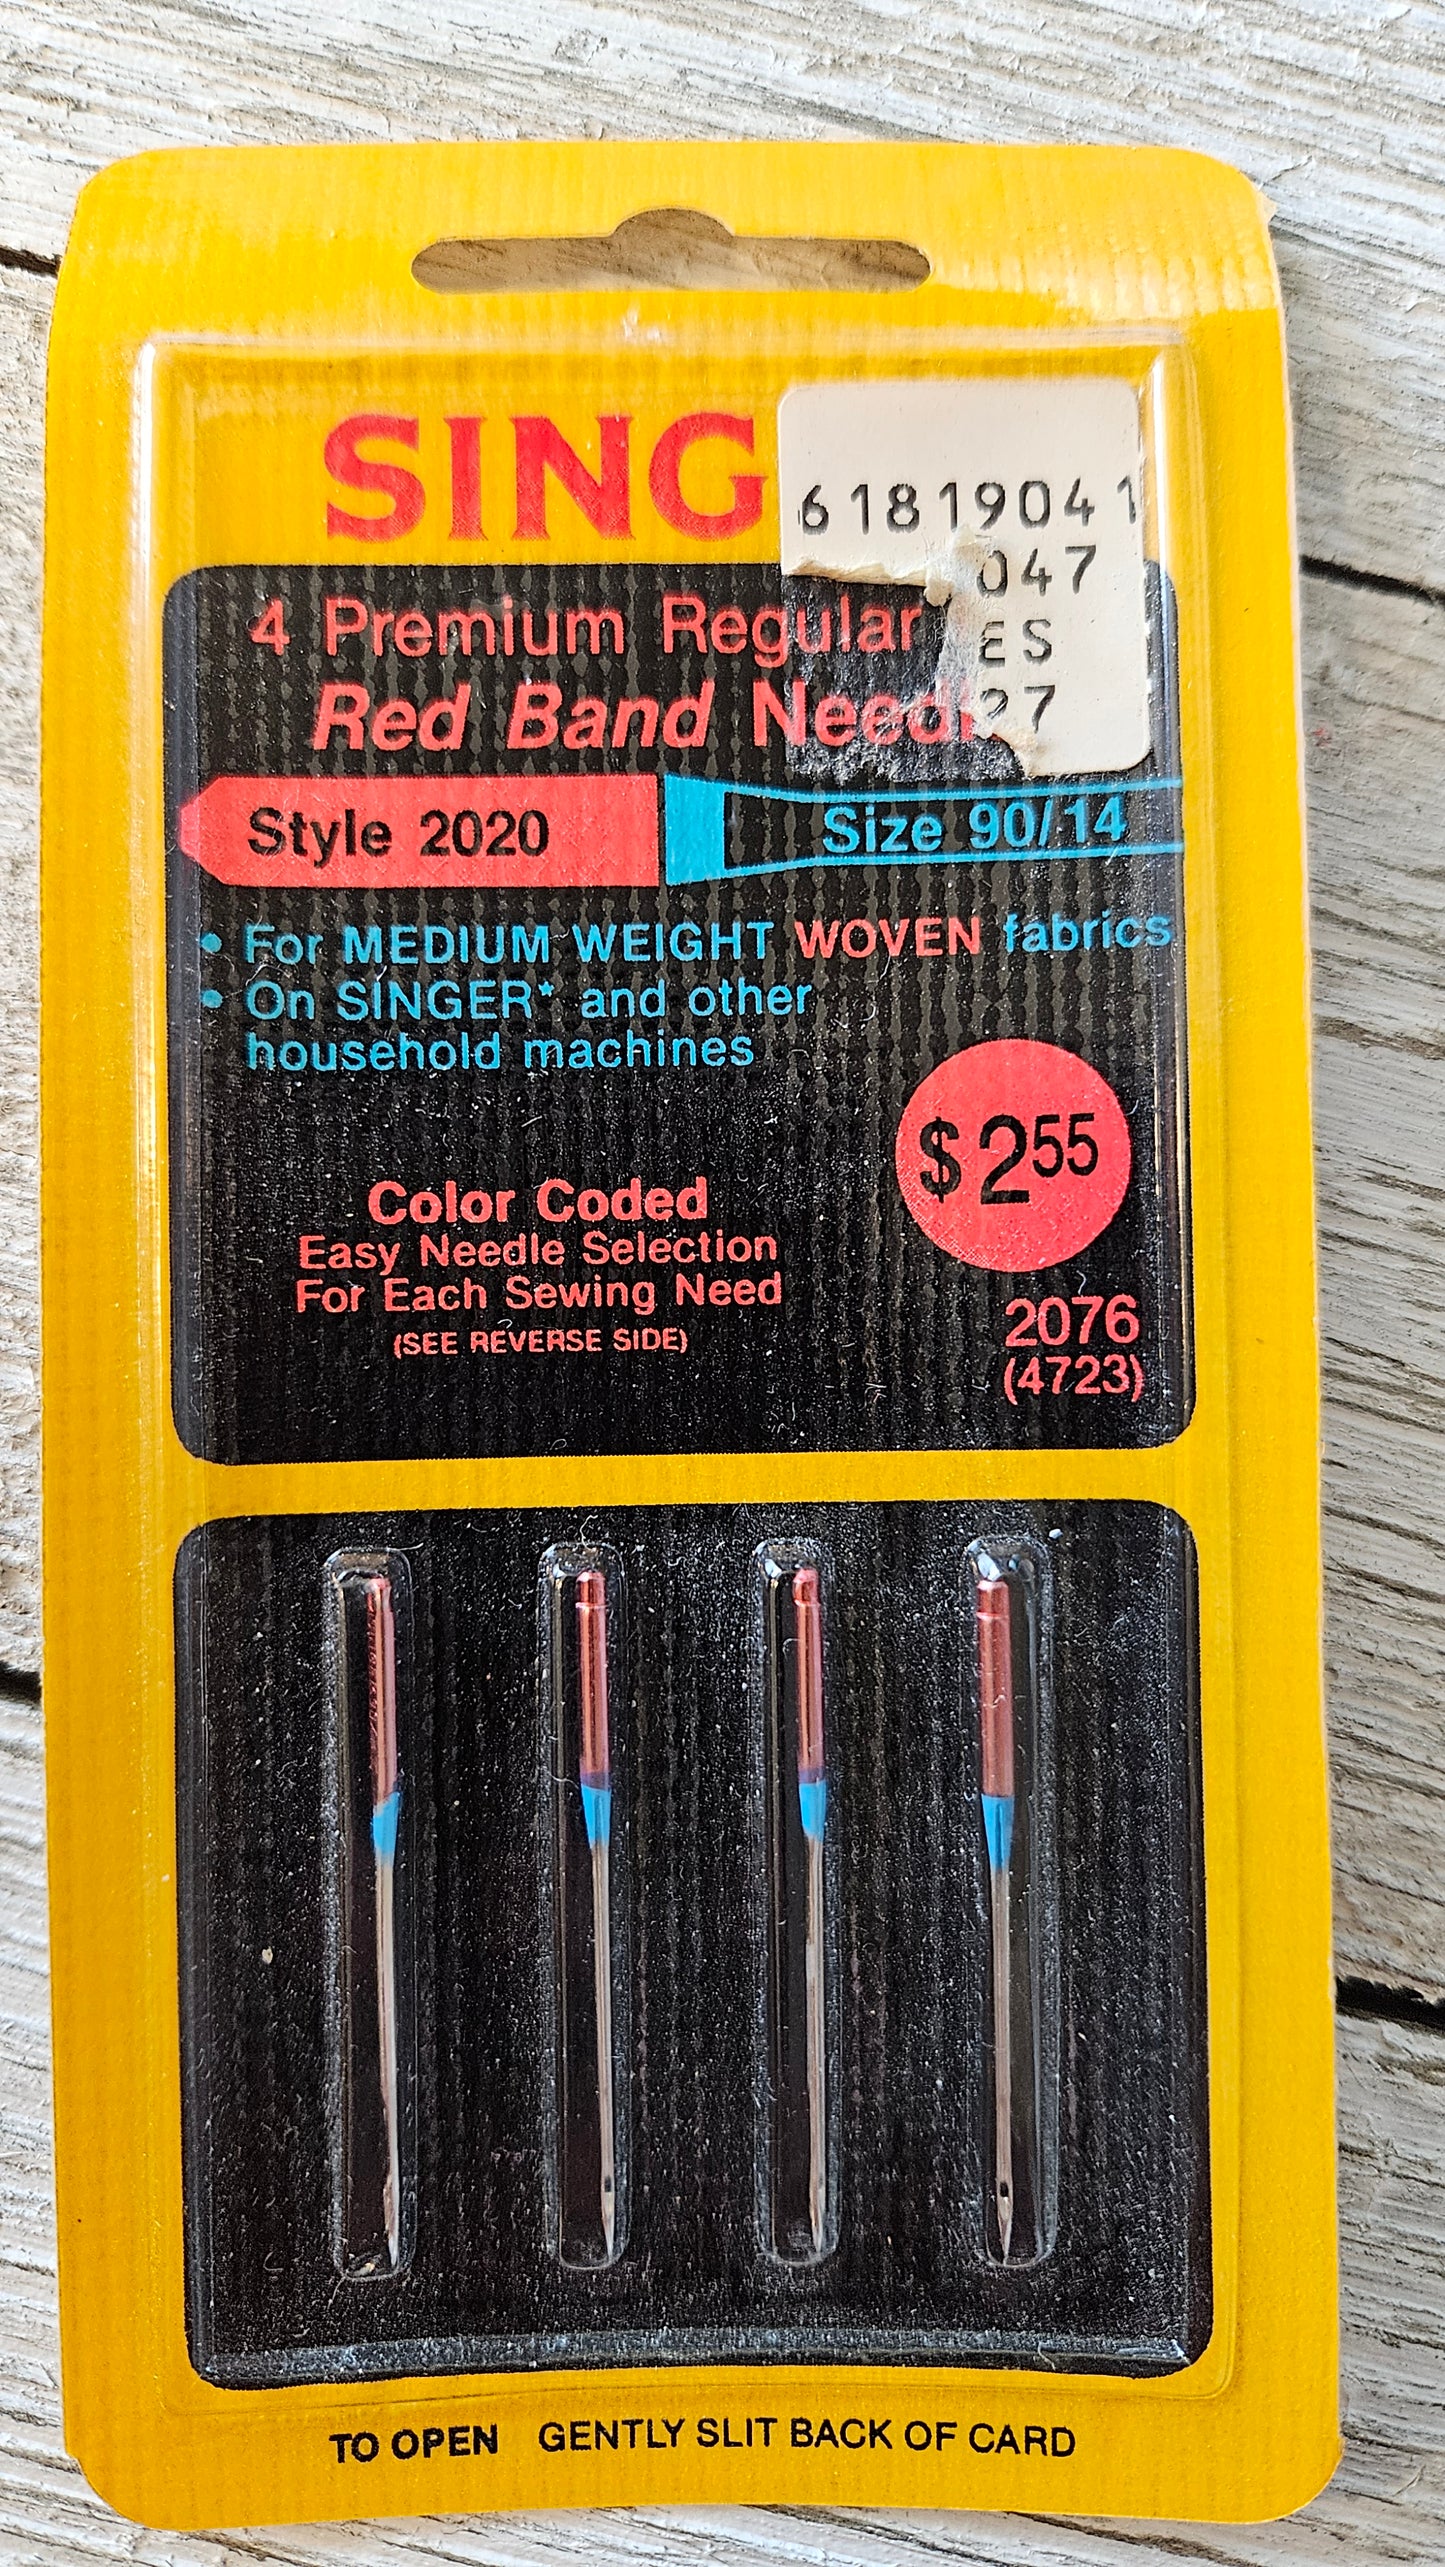 SING
618190411
047
ES
27
4 Premium Regular
Red Band
Style 2020
Size 90/14
• For MEDIUM WEIGHT WOVEN fabrics
• On SINGER* and other
household machines
$255
Color Coded
Easy Needle Selection
For Each Sewing Need
(SEE REVERSE SIDE)
2076
(4723)
TO OPEN GENTLY SLIT BACK OF CARD